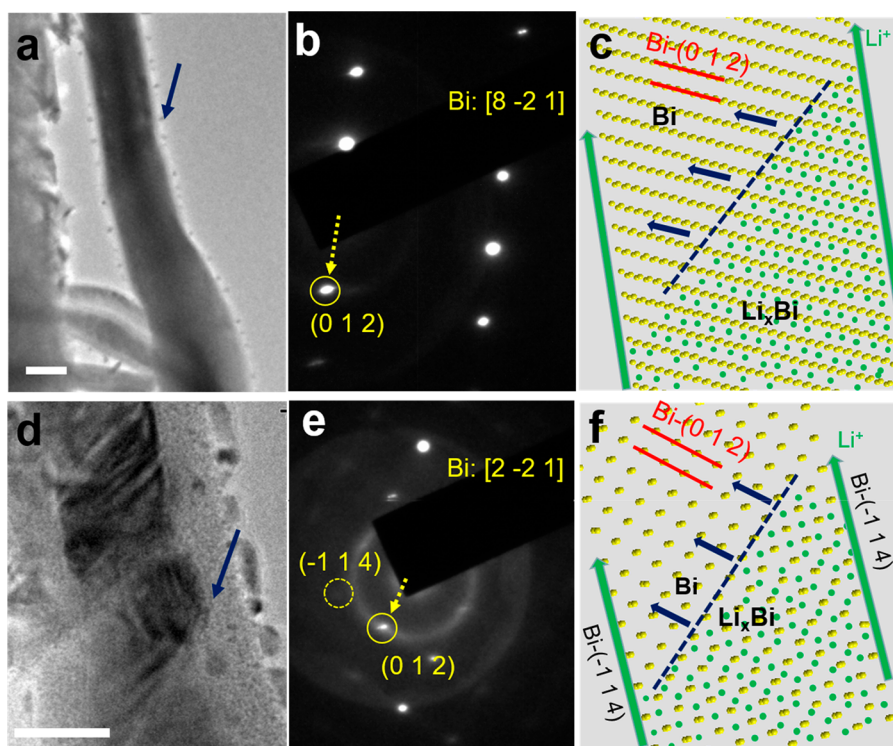 a
b
Bi: [8 -2 1]
(0 1 2)
c
Bi-(0 1 2)
Li⁺
Bi
LiₓBi
d
e
Bi: [2 -2 1]
(-1 1 4)
(0 1 2)
f
Bi-(0 1 2)
Li⁺
Bi-(-1 1 4)
Bi
LiₓBi
Bi-(-1 1 4)